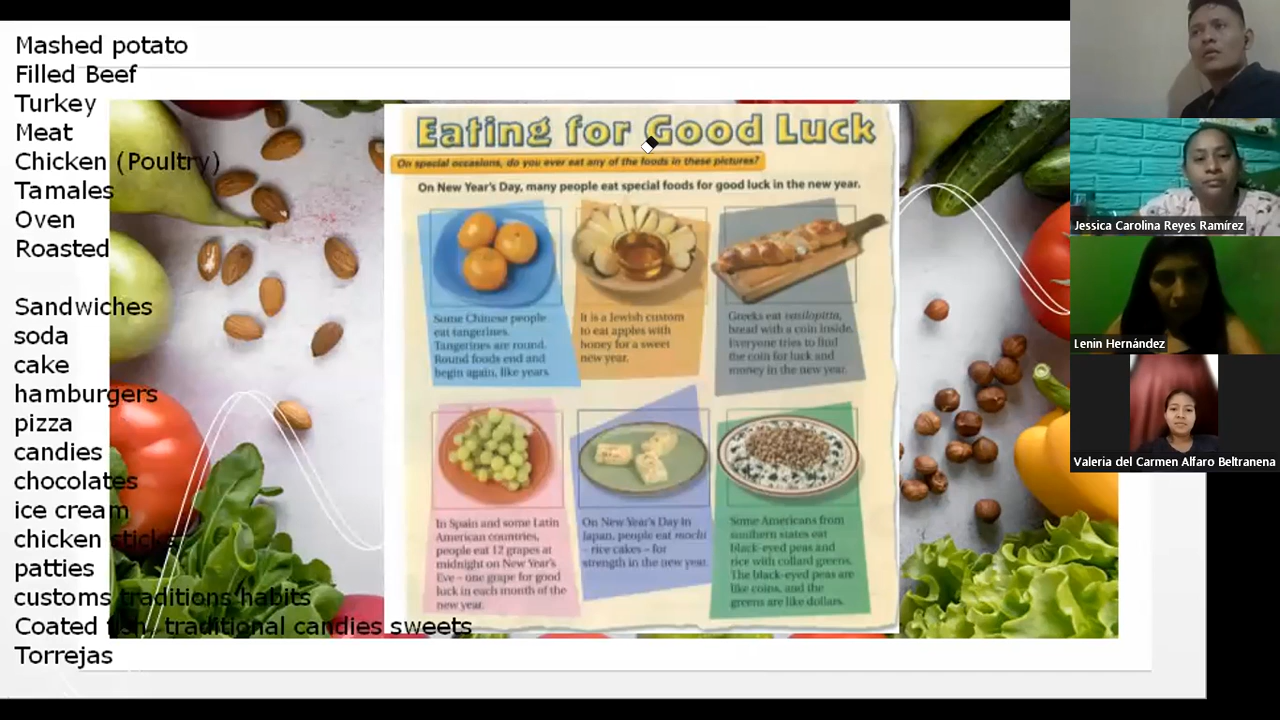 Mashed potato
Filled Beef
Turkey
Meat
Chicken (Poultry)
Tamales
Oven
Roasted
Sandwiches
soda
cake
hamburgers
pizza
candies
chocolates
ice cream
chicken sticks
patties
customs traditions habits
Coated fish, traditional candies sweets
Torrejas
Eating for Good Luck
On special occasions, do you ever eat any of the foods in these pictures?
On New Year's Day, many people eat special foods for good luck in the new year.
Some Chinese people
eat tangerines.
Tangerines are round.
Round foods end and
begin again, like years.
It is a Jewish custom
to eat apples with
honey for a sweet
new year.
Greeks eat vasilopitta,
bread with a coin inside.
Everyone tries to find
the coin for luck and
money in the new year.
In Spain and some Latin
American countries,
people eat 12 grapes at
midnight on New Year's
Eve – one grape for good
luck in each month of the
new year.
On New Year's Day in
Japan, people eat mochi
– rice cakes – for
strength in the new year.
Some Americans from
southern states eat
black-eyed peas and
rice with collard greens.
The black-eyed peas are
like coins, and the
greens are like dollars.
Jessica Carolina Reyes Ramírez
Lenin Hernández
Valeria del Carmen Alfaro Beltranena